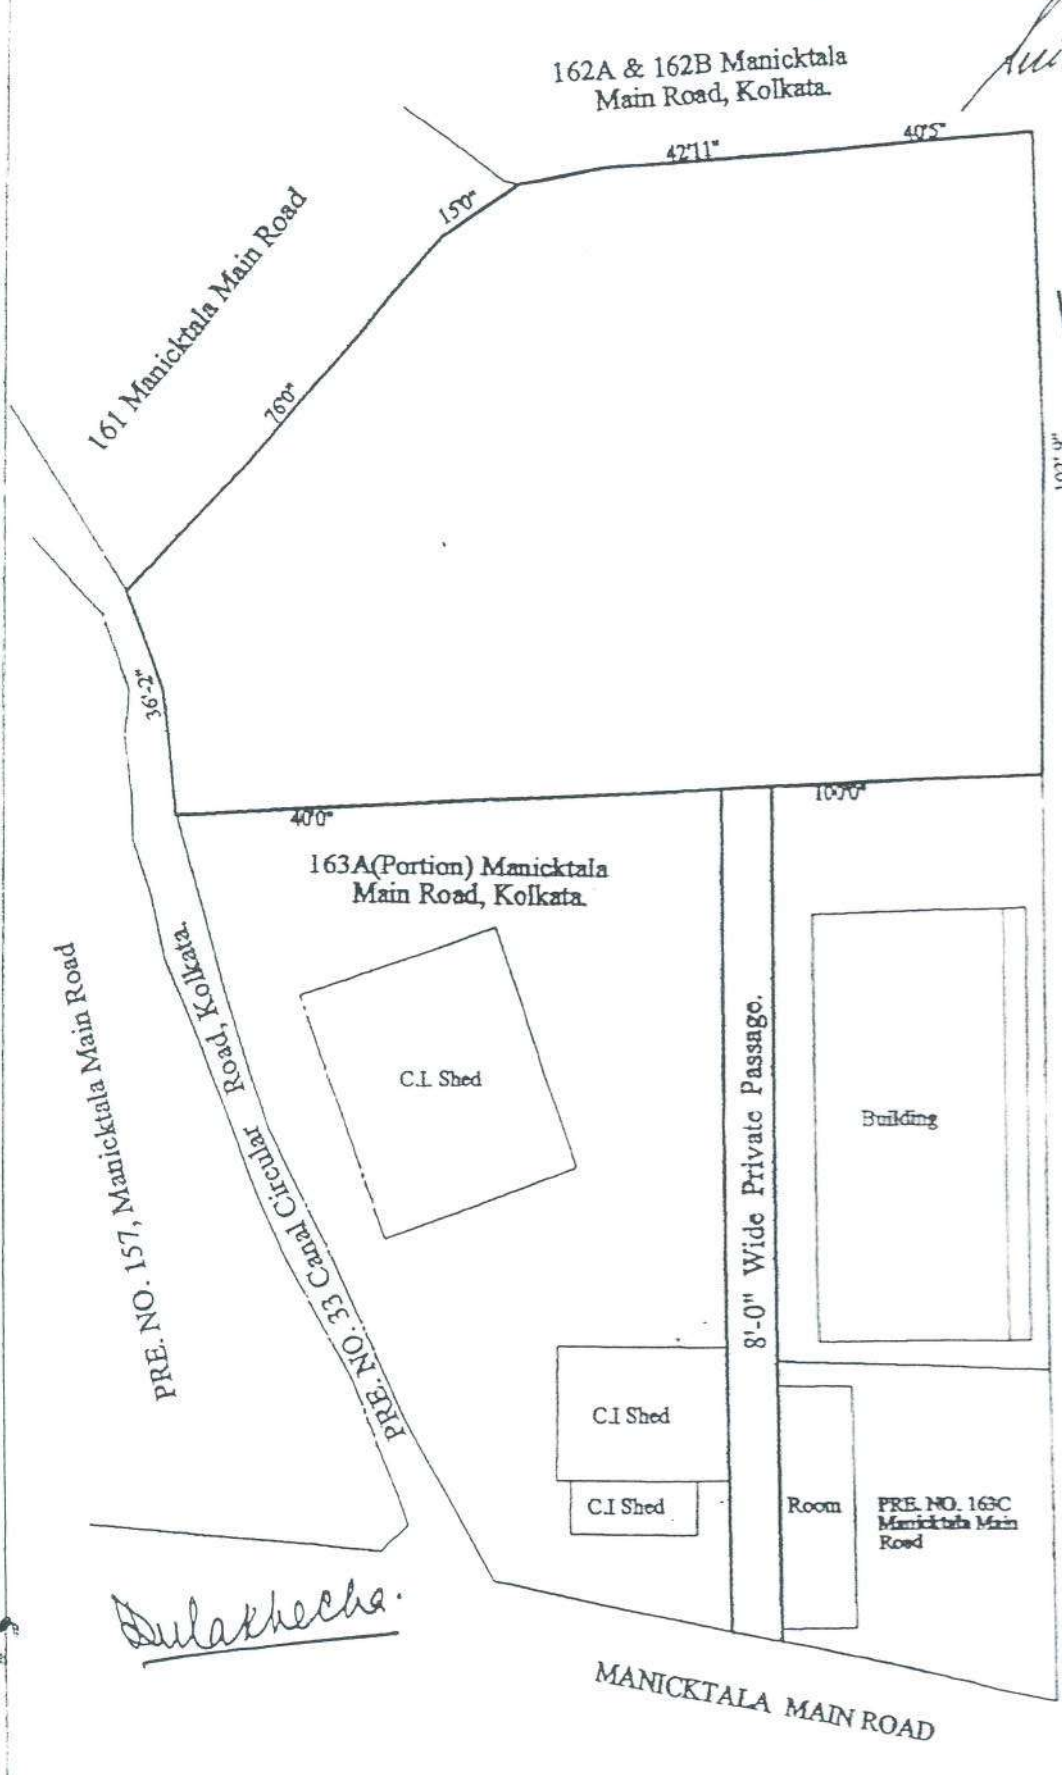 162A & 162B Manicktala
Main Road, Kolkata.
42'11"
40'5"
15'0"
161 Manicktala Main Road
76'0"
102'-9"
36'-2"
40'0"
100'0"
163A(Portion) Manicktala
Main Road, Kolkata.
PRE. NO. 157, Manicktala Main Road
PRE. NO. 33 Canal Circular Road, Kolkata.
C.I. Shed
8'-0" Wide Private Passage.
Building
C.I Shed
C.I Shed
Room
PRE. NO. 163C
Manicktala Main
Road
MANICKTALA MAIN ROAD